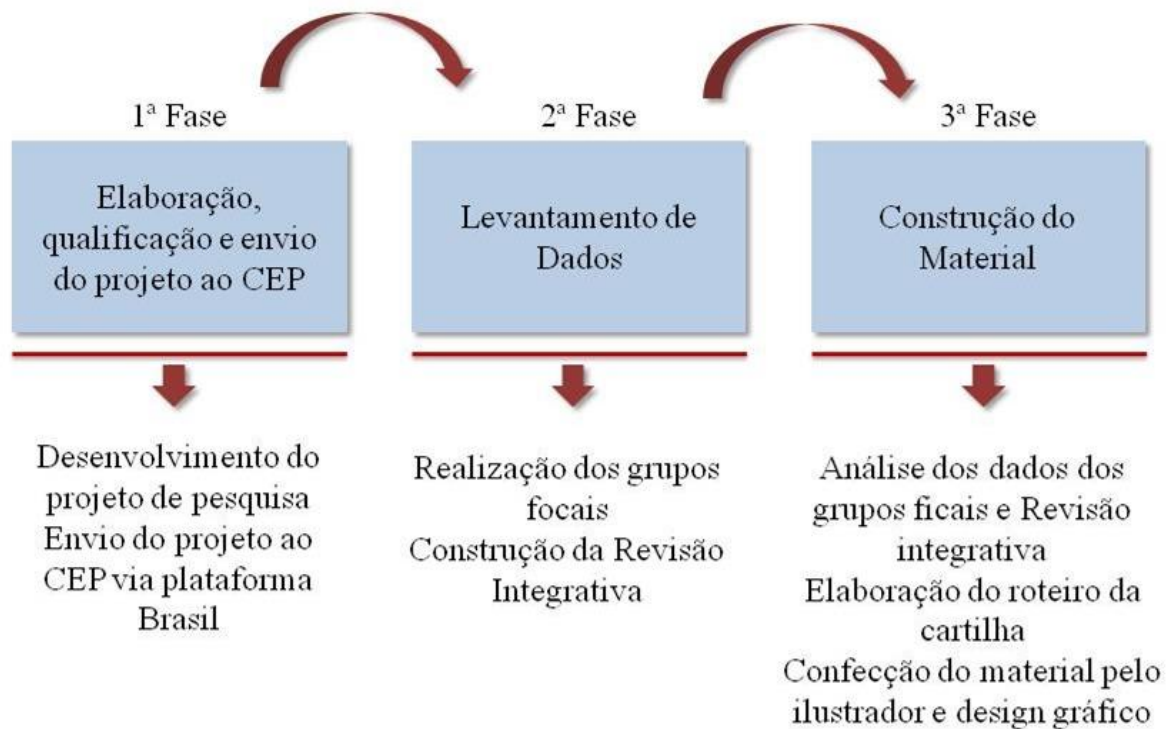 1ª Fase
Elaboração,
qualificação e envio
do projeto ao CEP
Desenvolvimento do
projeto de pesquisa
Envio do projeto ao
CEP via plataforma
Brasil
2ª Fase
Levantamento de
Dados
Realização dos grupos
focais
Construção da Revisão
Integrativa
3ª Fase
Construção do
Material
Análise dos dados dos
grupos ficais e Revisão
integrativa
Elaboração do roteiro da
cartilha
Confecção do material pelo
ilustrador e design gráfico